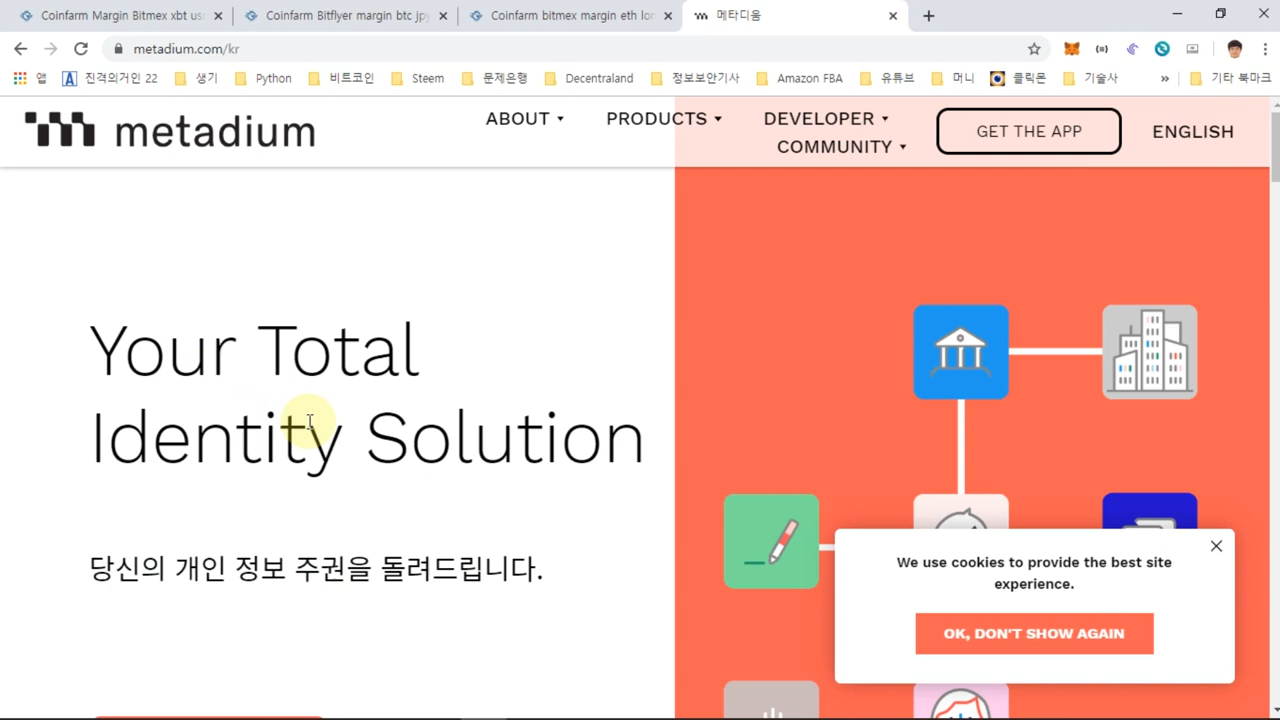 Coinfarm Margin Bitmex xbt us
Coinfarm Bitflyer margin btc jpy
Coinfarm bitmex margin eth lo
메타디움
metadium.com/kr
앱
진격의거인 22
생기
Python
비트코인
Steem
문제은행
Decentraland
정보보안기사
Amazon FBA
유튜브
머니
클릭몬
기술사
»
기타 북마크
metadium
ABOUT
PRODUCTS
DEVELOPER
COMMUNITY
GET THE APP
ENGLISH
Your Total
Identity Solution
당신의 개인 정보 주권을 돌려드립니다.
We use cookies to provide the best site
experience.
OK, DON'T SHOW AGAIN